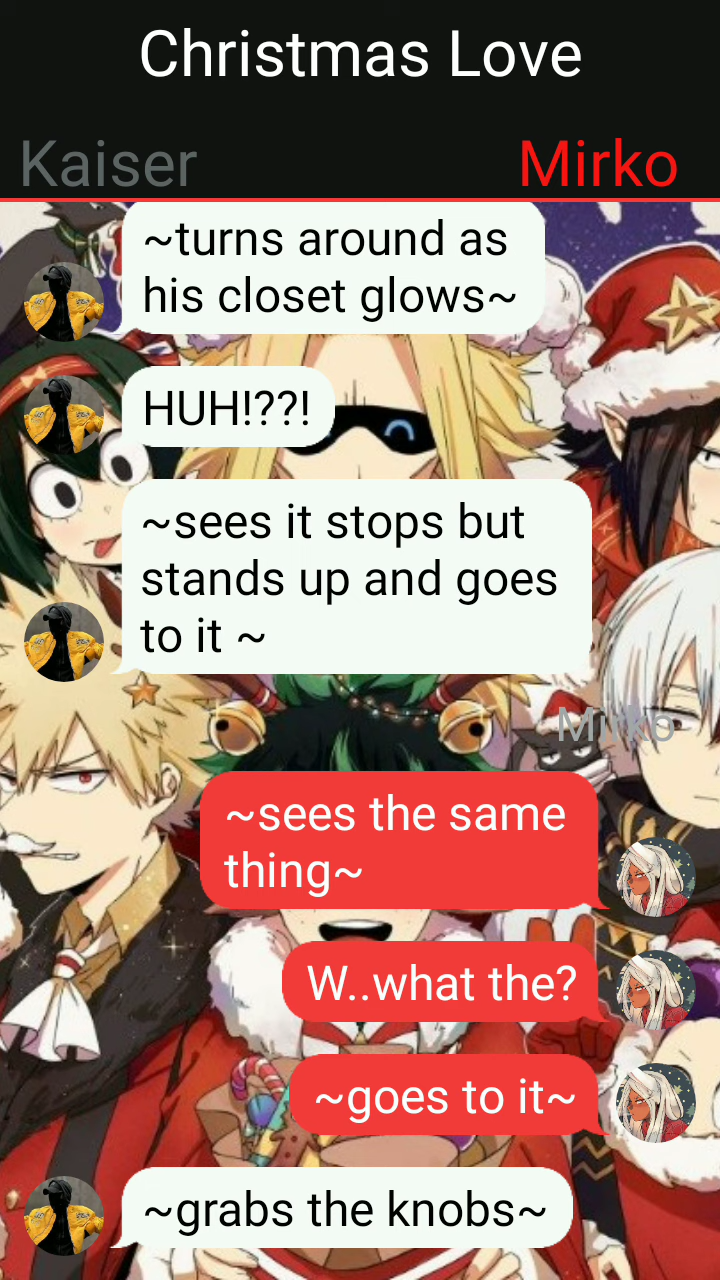 Christmas Love
Kaiser
Mirko
~turns around as
his closet glows~
HUH!??!
~sees it stops but
stands up and goes
to it ~
Mirko
~sees the same
thing~
W..what the?
~goes to it~
~grabs the knobs~